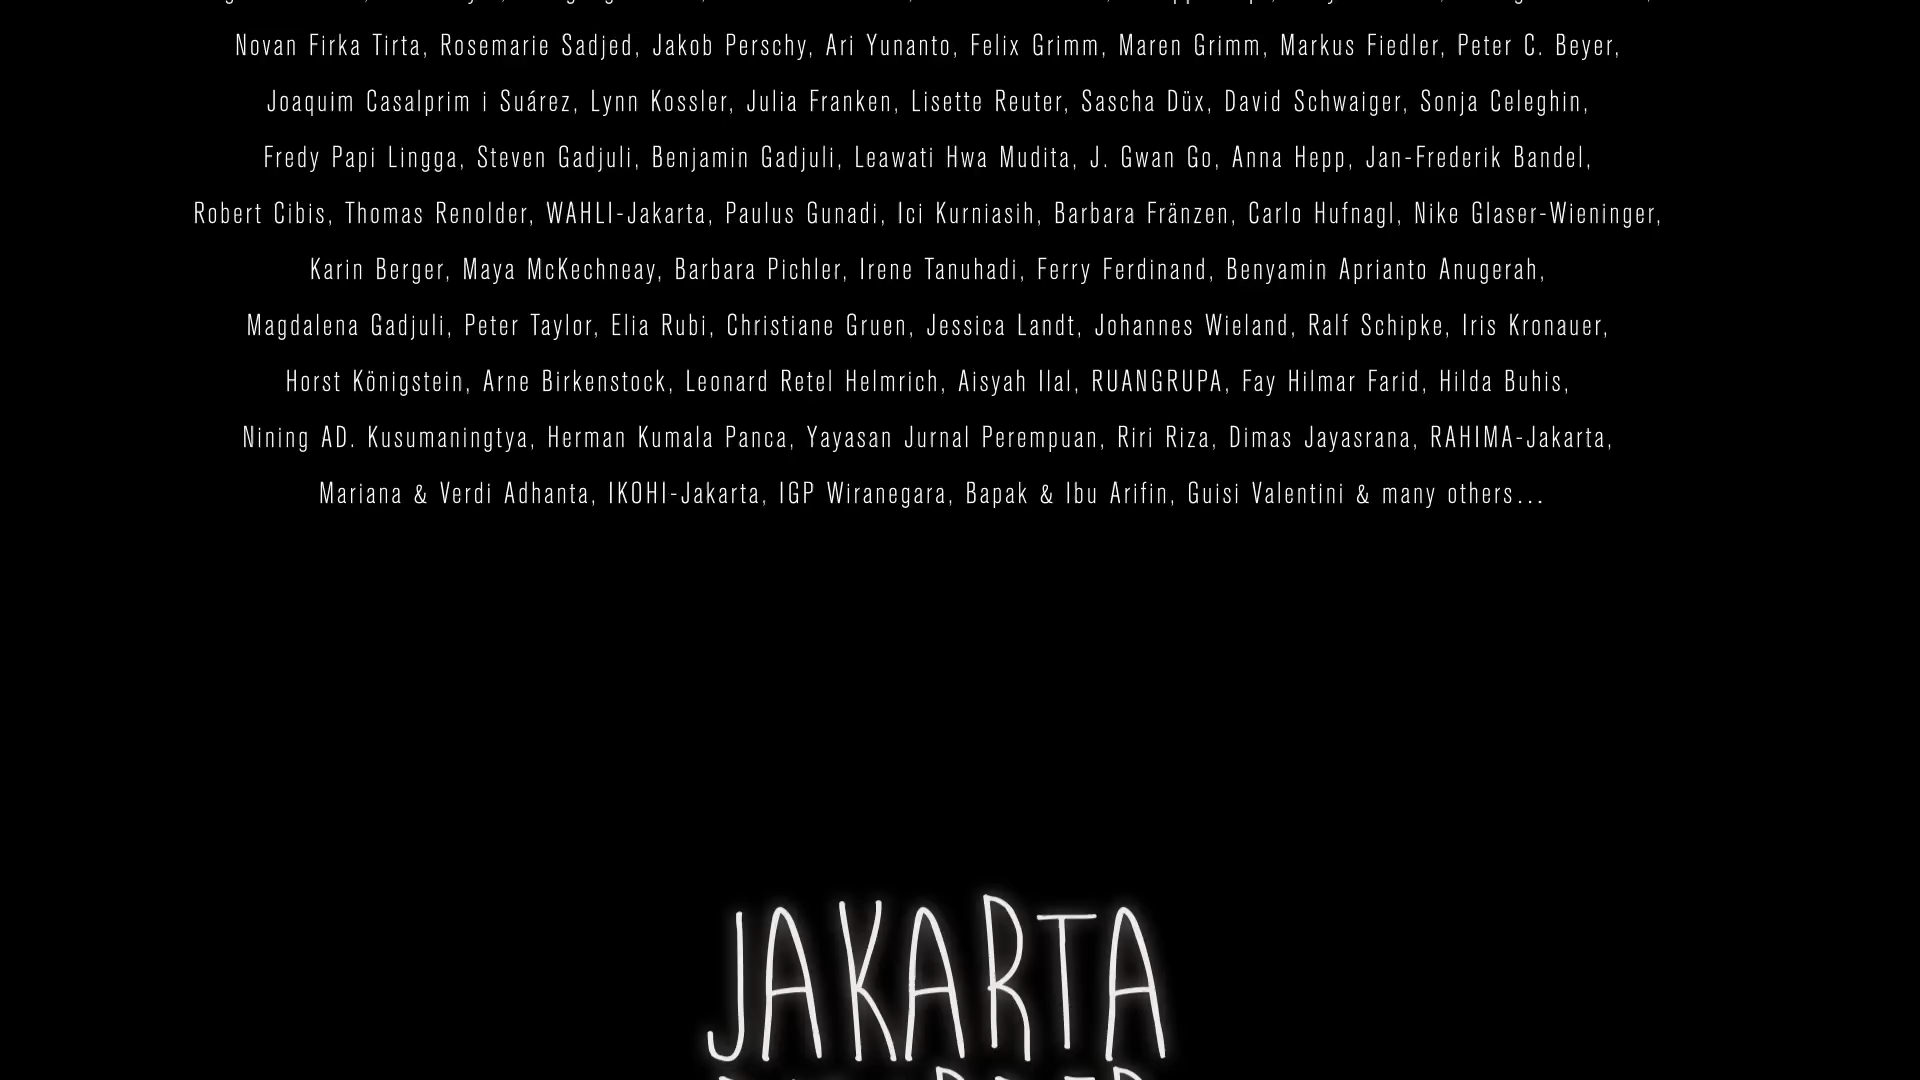 Novan Firka Tirta, Rosemarie Sadjed, Jakob Perschy, Ari Yunanto, Felix Grimm, Maren Grimm, Markus Fiedler, Peter C. Beyer,
Joaquim Casalprim i Suárez, Lynn Kossler, Julia Franken, Lisette Reuter, Sascha Düx, David Schwaiger, Sonja Celeghin,
Fredy Papi Lingga, Steven Gadjuli, Benjamin Gadjuli, Leawati Hwa Mudita, J. Gwan Go, Anna Hepp, Jan-Frederik Bandel,
Robert Cibis, Thomas Renolder, WAHLI-Jakarta, Paulus Gunadi, Ici Kurniasih, Barbara Fränzen, Carlo Hufnagl, Nike Glaser-Wieninger,
Karin Berger, Maya McKechneay, Barbara Pichler, Irene Tanuhadi, Ferry Ferdinand, Benyamin Aprianto Anugerah,
Magdalena Gadjuli, Peter Taylor, Elia Rubi, Christiane Gruen, Jessica Landt, Johannes Wieland, Ralf Schipke, Iris Kronauer,
Horst Königstein, Arne Birkenstock, Leonard Retel Helmrich, Aisyah Ilal, RUANGRUPA, Fay Hilmar Farid, Hilda Buhis,
Nining AD. Kusumaningtya, Herman Kumala Panca, Yayasan Jurnal Perempuan, Riri Riza, Dimas Jayasrana, RAHIMA-Jakarta,
Mariana & Verdi Adhanta, IKOHI-Jakarta, IGP Wiranegara, Bapak & Ibu Arifin, Guisi Valentini & many others...
JAKARTA